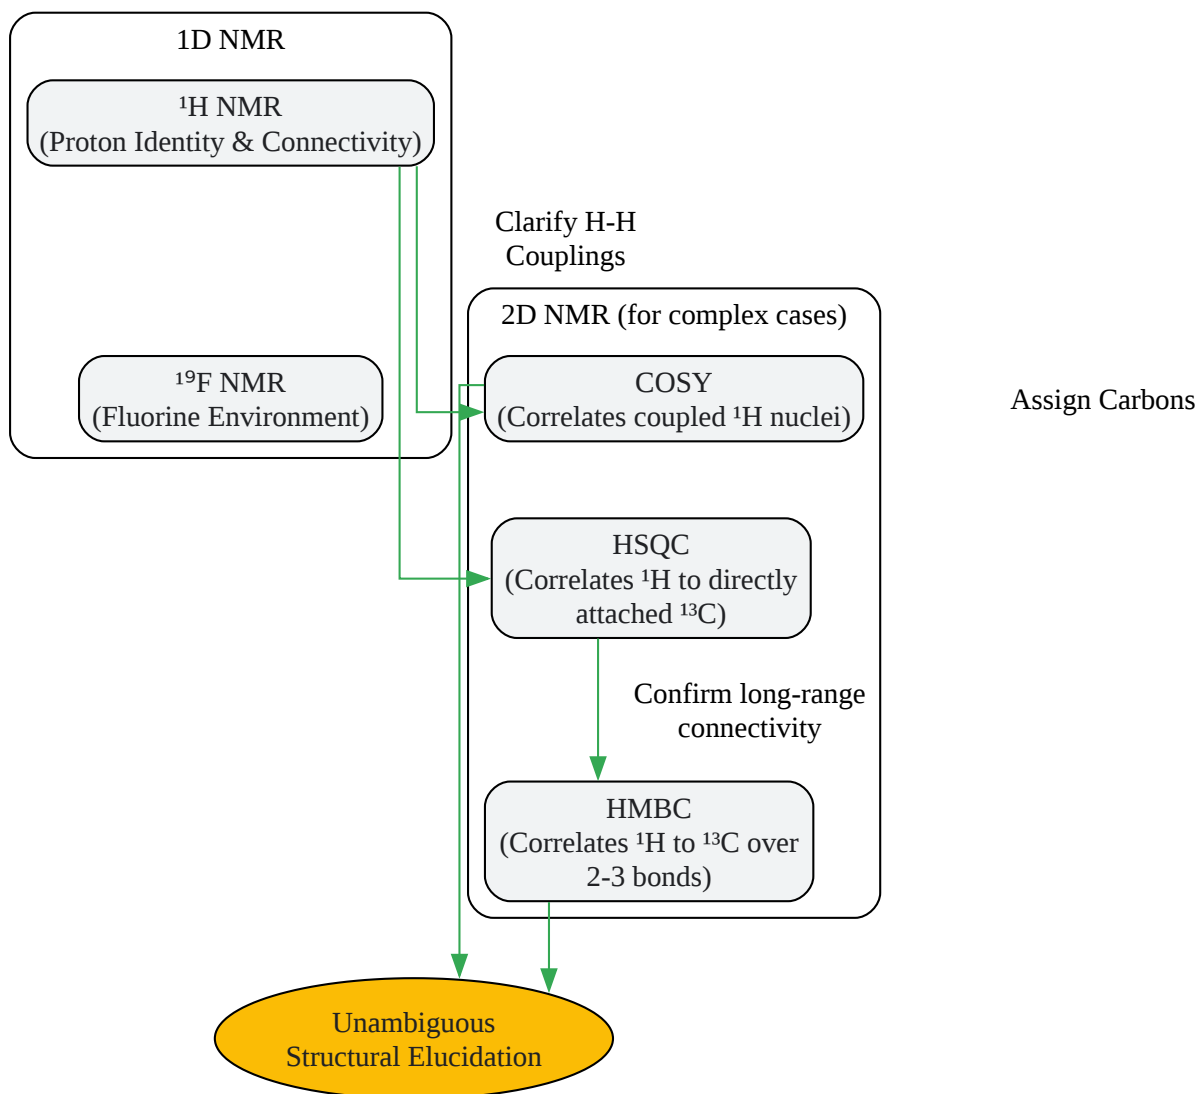 1D NMR
¹H NMR
(Proton Identity & Connectivity)
Clarify H-H
Couplings
2D NMR (for complex cases)
¹⁹F NMR
(Fluorine Environment)
COSY
(Correlates coupled ¹H nuclei)
Assign Carbons
HSQC
(Correlates ¹H to directly
attached ¹³C)
Confirm long-range
connectivity
HMBC
(Correlates ¹H to ¹³C over
2-3 bonds)
Unambiguous
Structural Elucidation